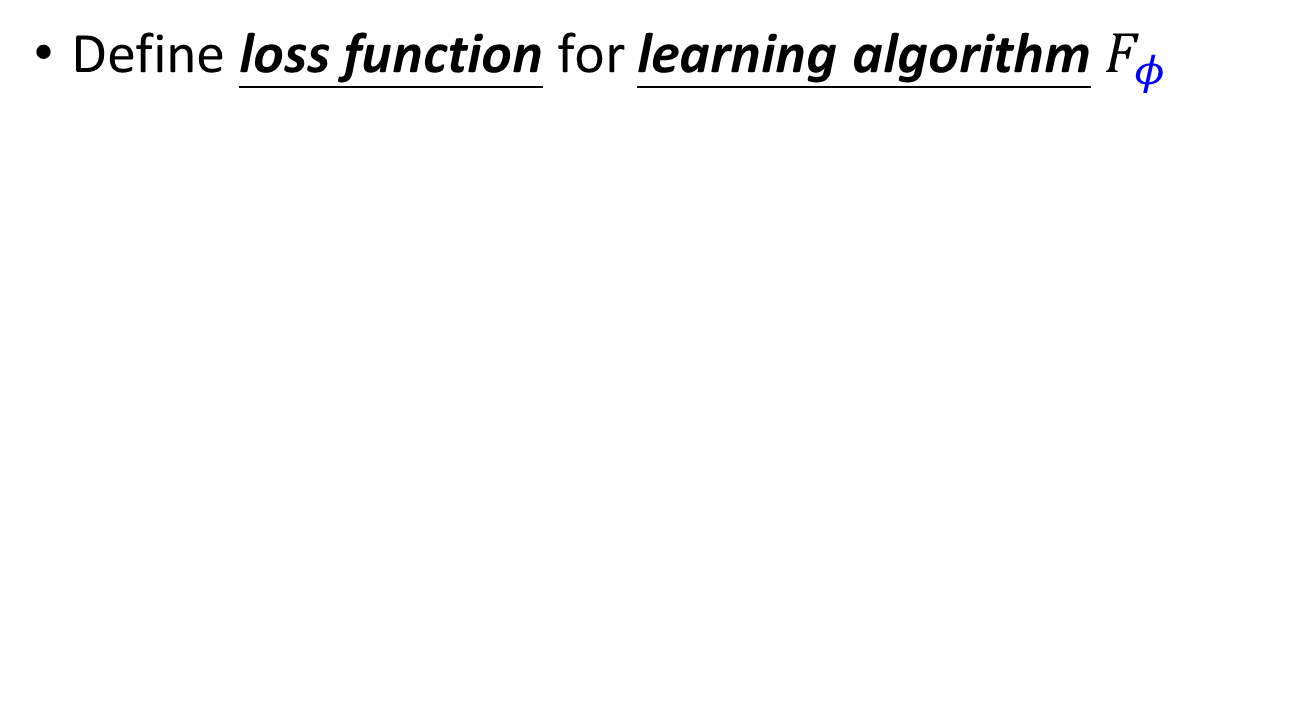 • Define loss function for learning algorithm 𝐹𝜙